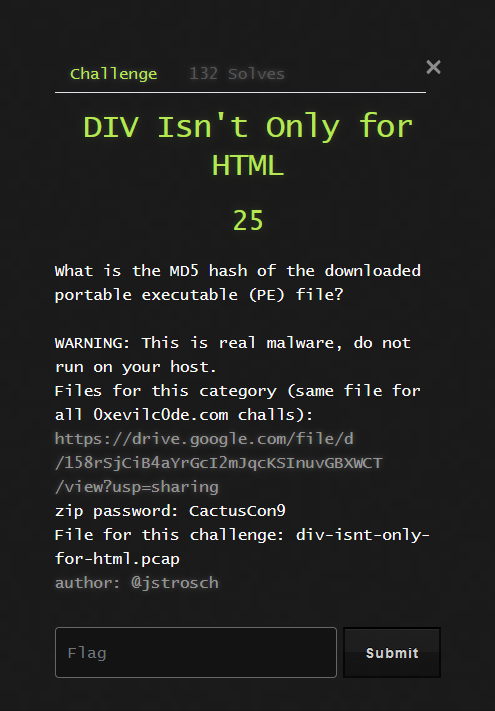 Challenge 132 Solves ×
DIV Isn't Only for
HTML
25
What is the MD5 hash of the downloaded
portable executable (PE) file?
WARNING: This is real malware, do not
run on your host.
Files for this category (same file for
all 0xevilc0de.com challs):
https://drive.google.com/file/d
/158rSjCiB4aYrGcI2mJqcKSInuvGBXWCT
/view?usp=sharing
zip password: CactusCon9
File for this challenge: div-isnt-only-
for-html.pcap
author: @jstrosch
Flag Submit